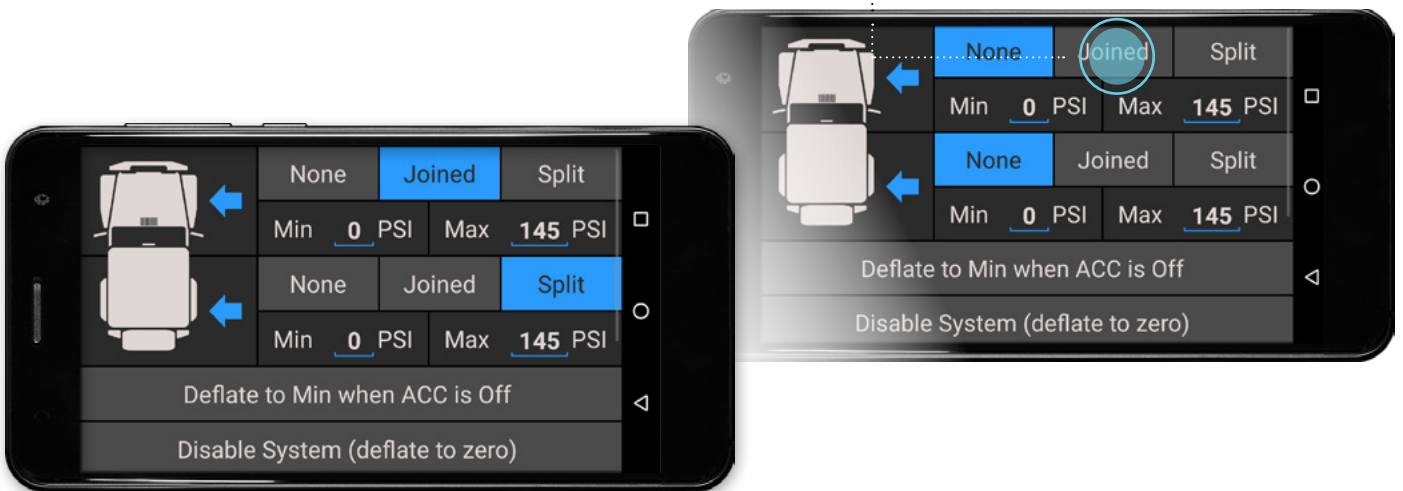 None Joined Split
Min 0 PSI Max 145 PSI
None Joined Split
Min 0 PSI Max 145 PSI
Deflate to Min when ACC is Off
Disable System (deflate to zero)
None Joined Split
Min 0 PSI Max 145 PSI
None Joined Split
Min 0 PSI Max 145 PSI
Deflate to Min when ACC is Off
Disable System (deflate to zero)